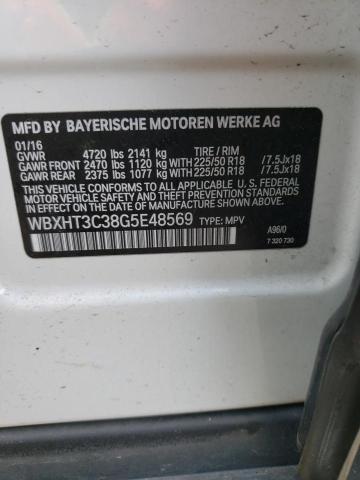 MFD BY BAYERISCHE MOTOREN WERKE AG
01/16
GVWR 4720 lbs 2141 kg TIRE / RIM
GAWR FRONT 2470 lbs 1120 kg WITH 225/50 R18 /7.5Jx18
GAWR REAR 2375 lbs 1077 kg WITH 225/50 R18 /7.5Jx18
THIS VEHICLE CONFORMS TO ALL APPLICABLE U.S. FEDERAL
MOTOR VEHICLE SAFETY, BUMPER, AND THEFT PREVENTION
STANDARDS IN EFFECT ON THE DATE OF MANUFACTURE SHOWN ABOVE.
WBXHT3C38G5E48569 TYPE: MPV
A96/0
7 320 730